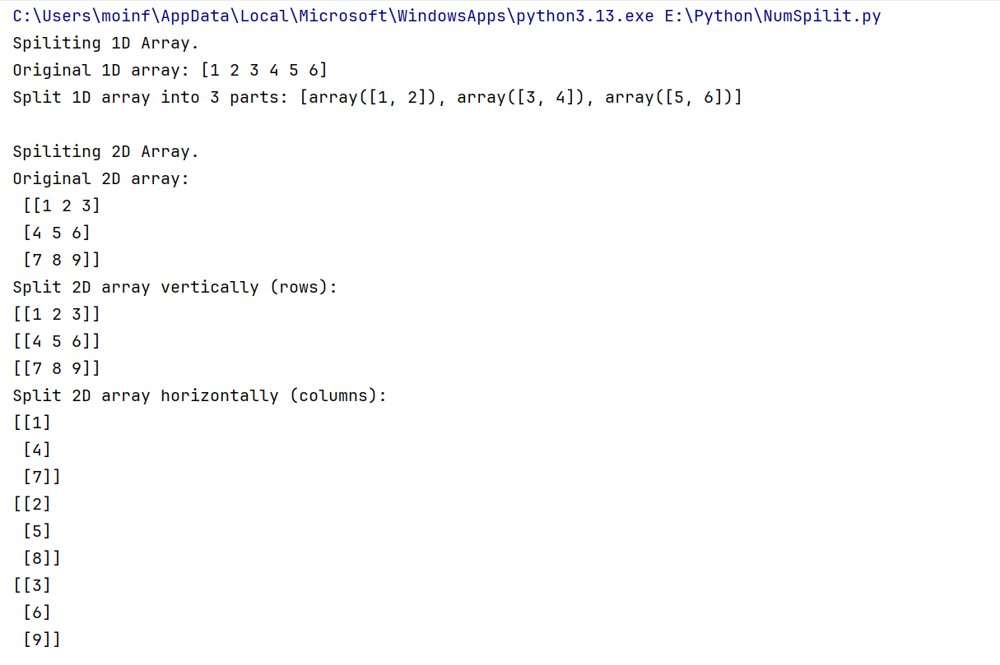 C:\Users\moinf\AppData\Local\Microsoft\WindowsApps\python3.13.exe E:\Python\NumSpilit.py
Spiliting 1D Array.
Original 1D array: [1 2 3 4 5 6]
Split 1D array into 3 parts: [array([1, 2]), array([3, 4]), array([5, 6])]

Spiliting 2D Array.
Original 2D array:
 [[1 2 3]
 [4 5 6]
 [7 8 9]]
Split 2D array vertically (rows):
[[1 2 3]]
[[4 5 6]]
[[7 8 9]]
Split 2D array horizontally (columns):
[[1]
 [4]
 [7]]
[[2]
 [5]
 [8]]
[[3]
 [6]
 [9]]